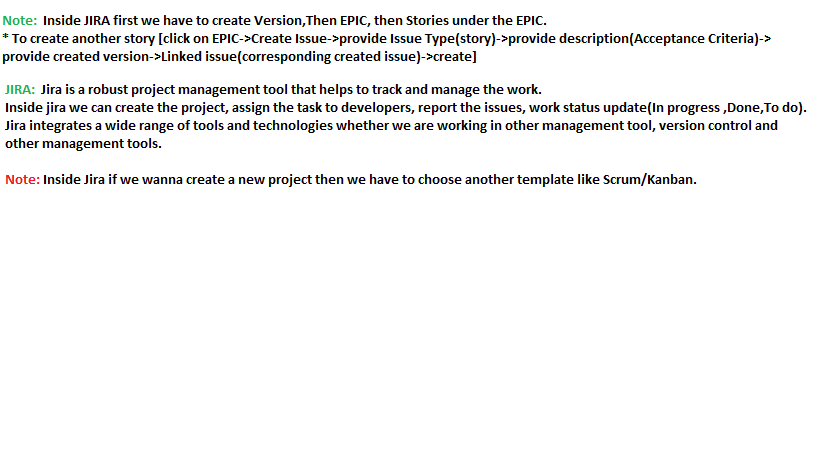 Note: Inside JIRA first we have to create Version,Then EPIC, then Stories under the EPIC.
* To create another story [click on EPIC->Create Issue->provide Issue Type(story)->provide description(Acceptance Criteria)->
provide created version->Linked issue(corresponding created issue)->create]
JIRA: Jira is a robust project management tool that helps to track and manage the work.
Inside jira we can create the project, assign the task to developers, report the issues, work status update(In progress ,Done,To do).
Jira integrates a wide range of tools and technologies whether we are working in other management tool, version control and
other management tools.
Note: Inside Jira if we wanna create a new project then we have to choose another template like Scrum/Kanban.